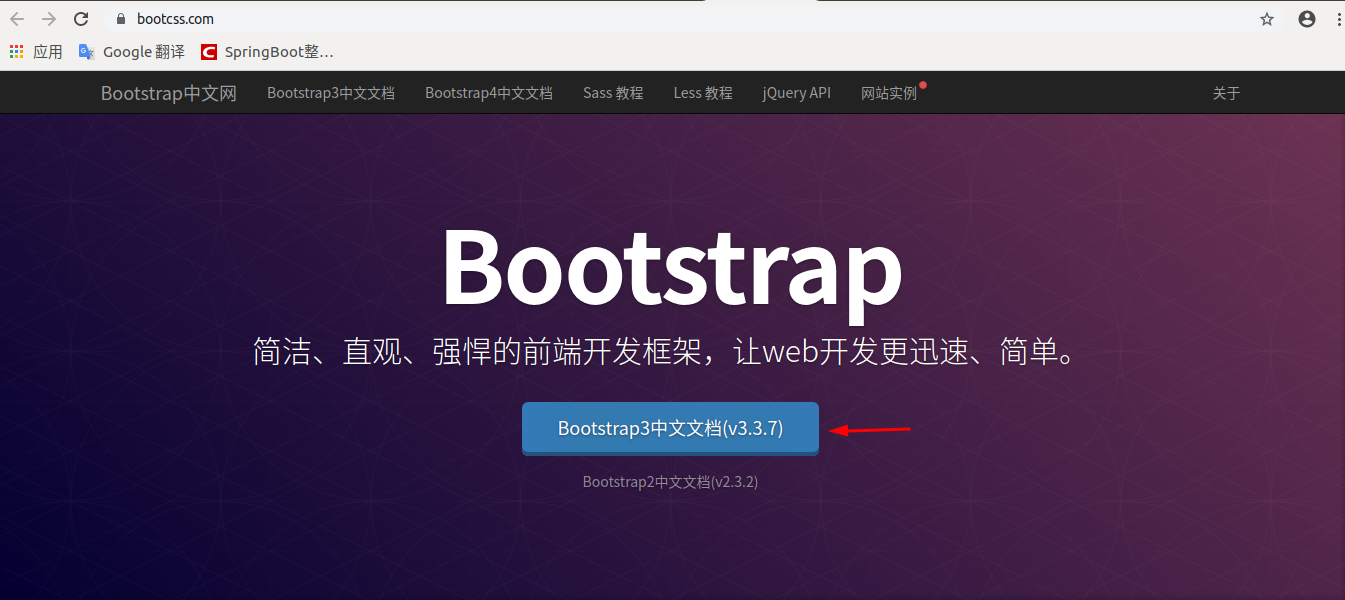 bootcss.com
应用 Google 翻译 SpringBoot整...
Bootstrap中文网 Bootstrap3中文文档 Bootstrap4中文文档 Sass 教程 Less 教程 jQuery API 网站实例 关于
Bootstrap
简洁、直观、强悍的前端开发框架，让web开发更迅速、简单。
Bootstrap3中文文档(v3.3.7)
Bootstrap2中文文档(v2.3.2)